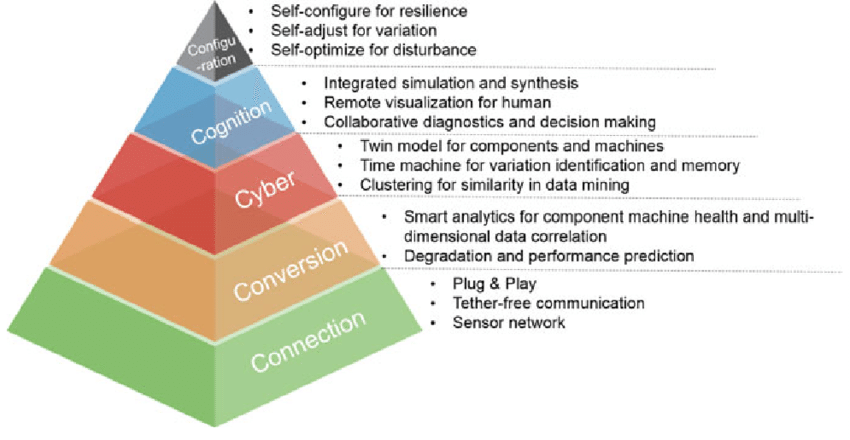 Configu
-ration
• Self-configure for resilience
• Self-adjust for variation
• Self-optimize for disturbance
Cognition
• Integrated simulation and synthesis
• Remote visualization for human
• Collaborative diagnostics and decision making
Cyber
• Twin model for components and machines
• Time machine for variation identification and memory
• Clustering for similarity in data mining
Conversion
• Smart analytics for component machine health and multi-
dimensional data correlation
• Degradation and performance prediction
Connection
• Plug & Play
• Tether-free communication
• Sensor network